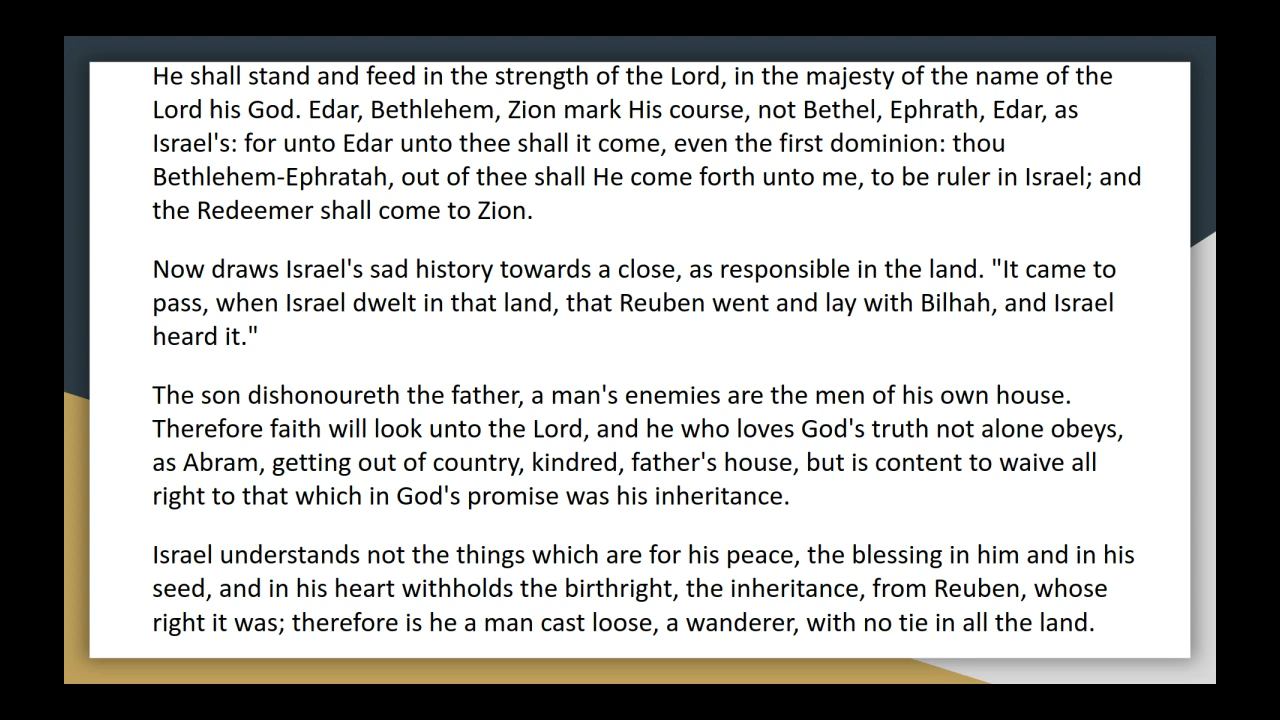 He shall stand and feed in the strength of the Lord, in the majesty of the name of the
Lord his God. Edar, Bethlehem, Zion mark His course, not Bethel, Ephrath, Edar, as
Israel's: for unto Edar unto thee shall it come, even the first dominion: thou
Bethlehem-Ephratah, out of thee shall He come forth unto me, to be ruler in Israel; and
the Redeemer shall come to Zion.
Now draws Israel's sad history towards a close, as responsible in the land. "It came to
pass, when Israel dwelt in that land, that Reuben went and lay with Bilhah, and Israel
heard it."
The son dishonoureth the father, a man's enemies are the men of his own house.
Therefore faith will look unto the Lord, and he who loves God's truth not alone obeys,
as Abram, getting out of country, kindred, father's house, but is content to waive all
right to that which in God's promise was his inheritance.
Israel understands not the things which are for his peace, the blessing in him and in his
seed, and in his heart withholds the birthright, the inheritance, from Reuben, whose
right it was; therefore is he a man cast loose, a wanderer, with no tie in all the land.